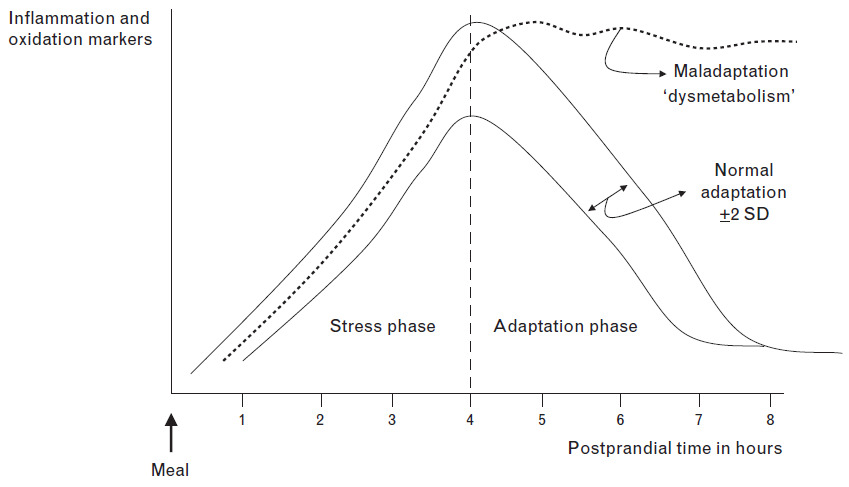 Inflammation and
oxidation markers
Maladaptation
‘dysmetabolism’
Normal
adaptation
±2 SD
Stress phase
Adaptation phase
1 2 3 4 5 6 7 8
Postprandial time in hours
Meal